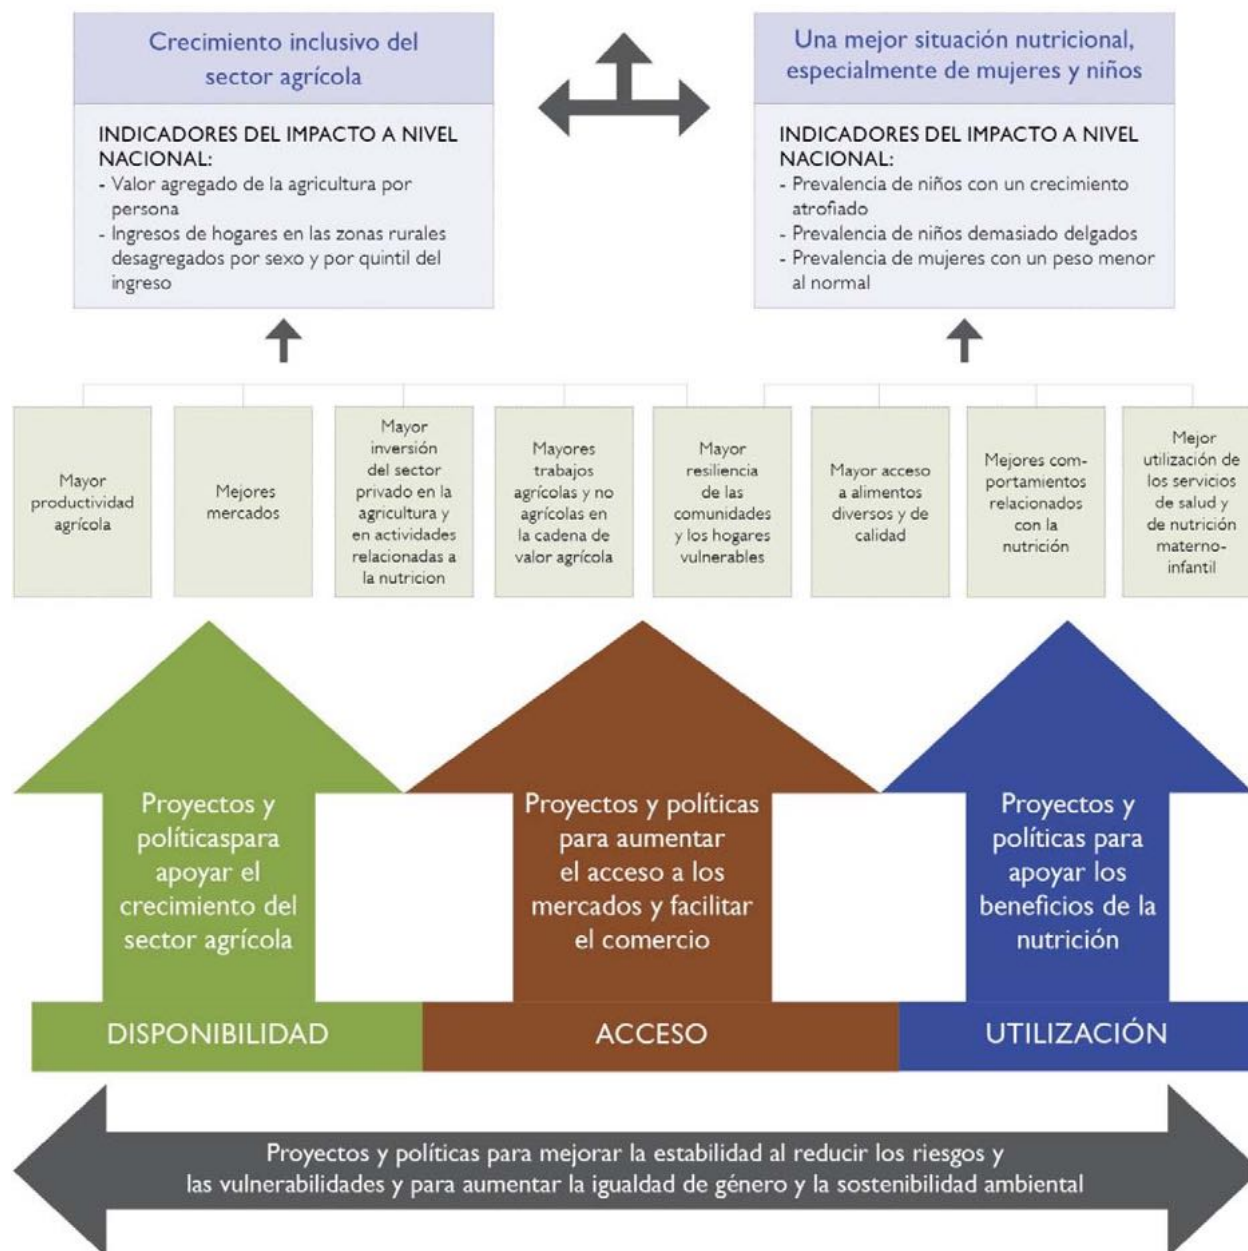 Crecimiento inclusivo del
sector agrícola
INDICADORES DEL IMPACTO A NIVEL
NACIONAL:
- Valor agregado de la agricultura por
persona
- Ingresos de hogares en las zonas rurales
desagregados por sexo y por quintil del
ingreso
Una mejor situación nutricional,
especialmente de mujeres y niños
INDICADORES DEL IMPACTO A NIVEL
NACIONAL:
- Prevalencia de niños con un crecimiento
atrofiado
- Prevalencia de niños demasiado delgados
- Prevalencia de mujeres con un peso menor
al normal
Mayor
productividad
agrícola
Mejores
mercados
Mayor
inversión
del sector
privado en la
agricultura y
en actividades
relacionadas a
la nutricion
Mayores
trabajos
agrícolas y no
agrícolas en
la cadena de
valor agrícola
Mayor
resiliencia
de las
comunidades
y los hogares
vulnerables
Mayor acceso
a alimentos
diversos y de
calidad
Mejores com-
portamientos
relacionados
con la
nutrición
Mejor
utilización de
los servicios
de salud y
de nutrición
materno-
infantil
Proyectos y
políticaspara
apoyar el
crecimiento del
sector agrícola
Proyectos y políticas
para aumentar
el acceso a los
mercados y facilitar
el comercio
Proyectos y
políticas para
apoyar los
beneficios de la
nutrición
DISPONIBILIDAD
ACCESO
UTILIZACIÓN
Proyectos y políticas para mejorar la estabilidad al reducir los riesgos y
las vulnerabilidades y para aumentar la igualdad de género y la sostenibilidad ambiental